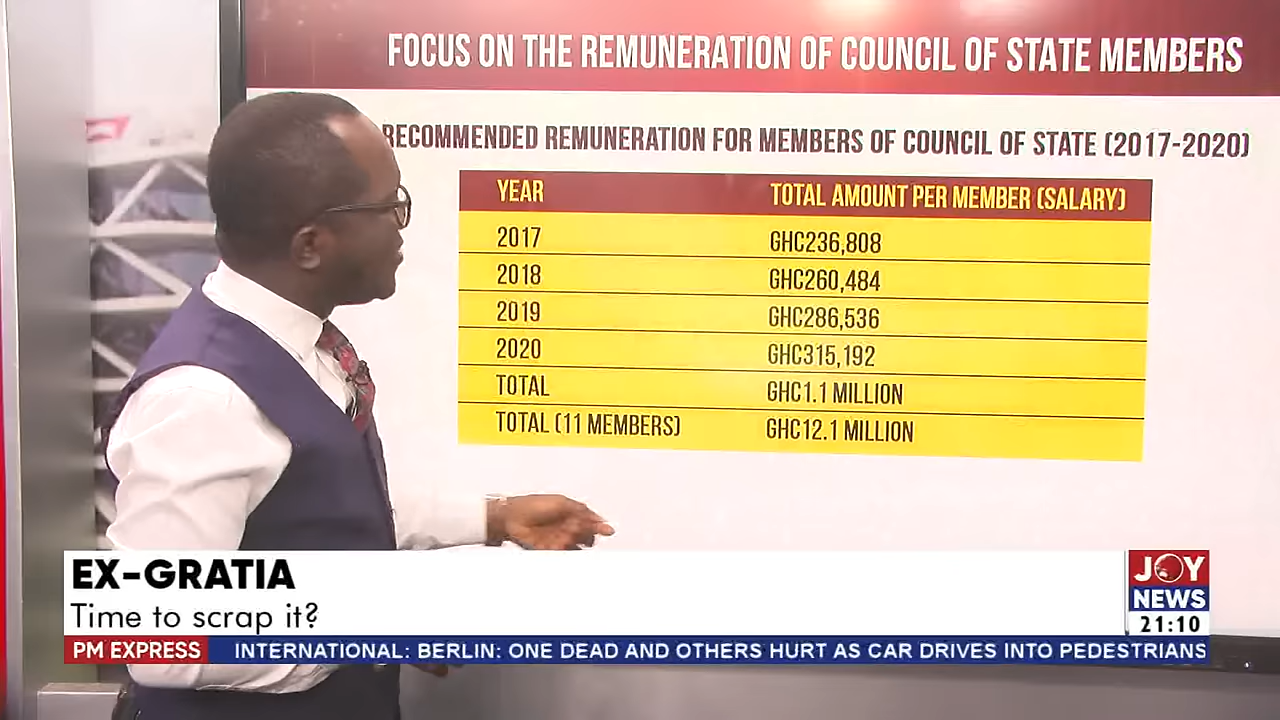 FOCUS ON THE REMUNERATION OF COUNCIL OF STATE MEMBERS
RECOMMENDED REMUNERATION FOR MEMBERS OF COUNCIL OF STATE (2017-2020)
YEAR TOTAL AMOUNT PER MEMBER (SALARY)
2017 GHC236,808
2018 GHC260,484
2019 GHC286,536
2020 GHC315,192
TOTAL GHC1.1 MILLION
TOTAL (11 MEMBERS) GHC12.1 MILLION
EX-GRATIA
Time to scrap it?
JOY
NEWS
21:10
PM EXPRESS INTERNATIONAL: BERLIN: ONE DEAD AND OTHERS HURT AS CAR DRIVES INTO PEDESTRIANS